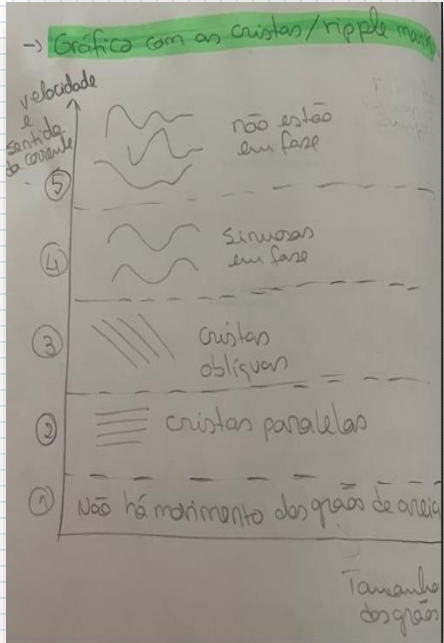 → Gráfico com as cristas/ripple marks
velocidade
e
sentido
da corrente
⑤
não estão
em fase
④
sinuosas
em fase
③
cristas
oblíquas
②
cristas paralelas
①
Não há movimento dos grãos de areia
Tamanho
dos grãos